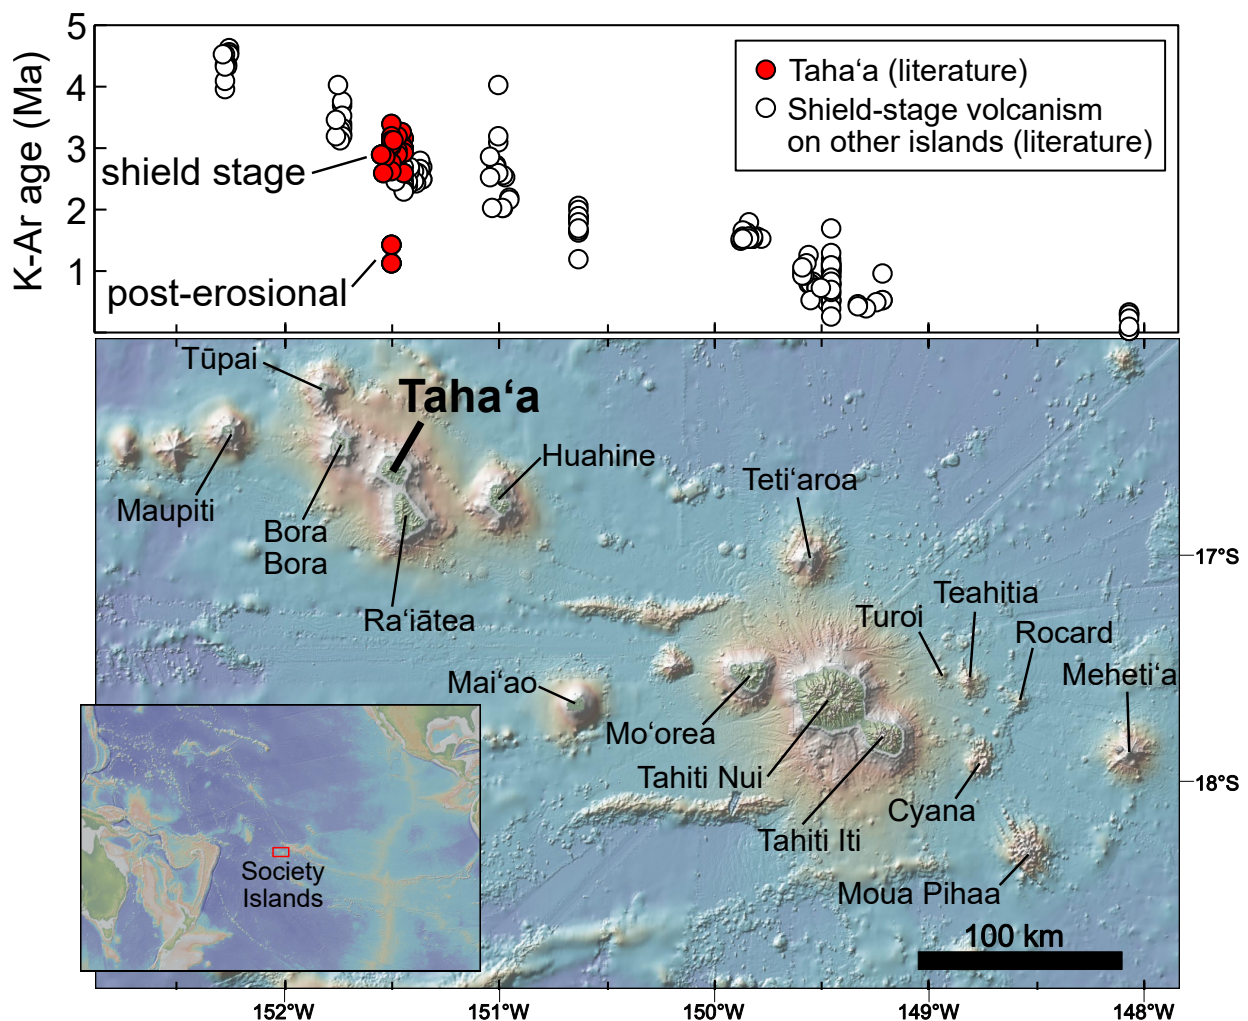 5
4
3
2
1
K-Ar age (Ma)
Taha‘a (literature)
Shield-stage volcanism
on other islands (literature)
shield stage
post-erosional
Tūpai
Taha‘a
Huahine
Maupiti
Bora
Bora
Ra‘iātea
Teti‘aroa
Teahitia
Turoi
Rocard
Meheti‘a
Mai‘ao
Mo‘orea
Tahiti Nui
Tahiti Iti
Cyana
Moua Pihaa
17°S
18°S
Society
Islands
100 km
152°W
151°W
150°W
149°W
148°W